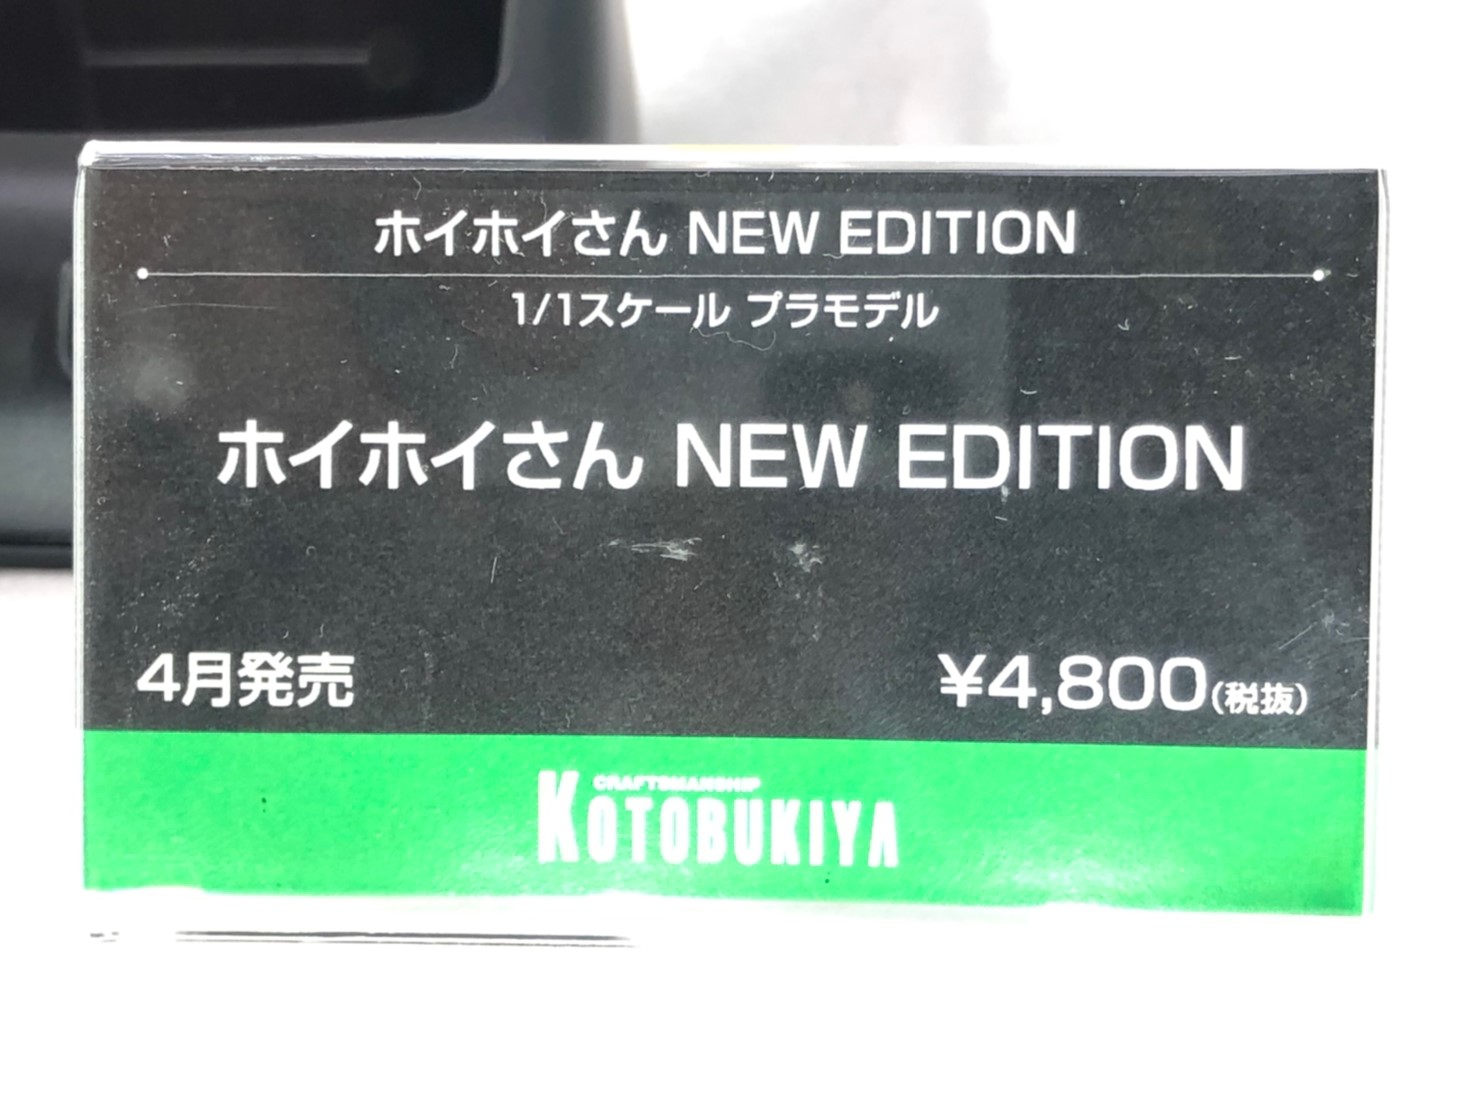 ホイホイさん NEW EDITION
1/1スケール プラモデル
ホイホイさん NEW EDITION
4月発売
¥4,800(税抜)
CRAFTSMANSHIP
KOTOBUKIYA